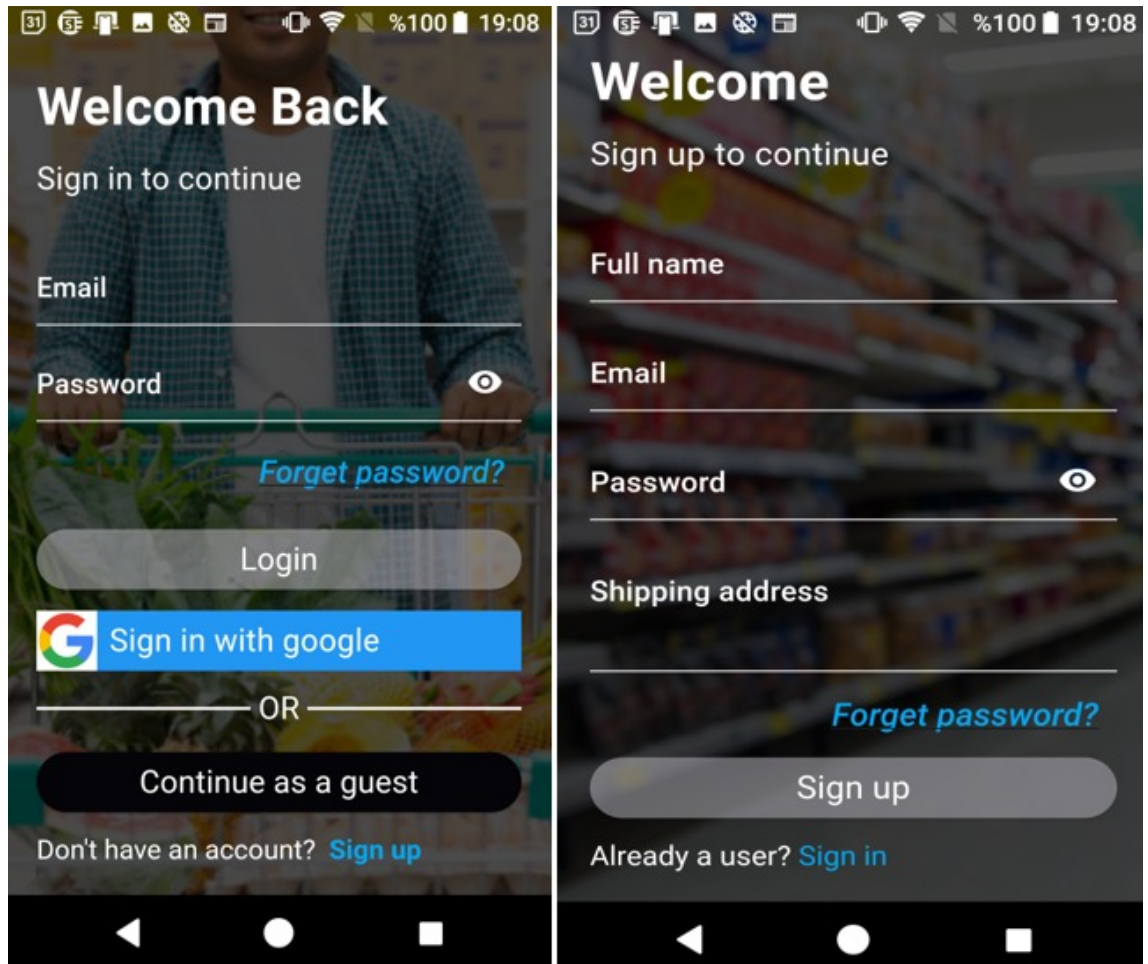 31 %100 19:08
Welcome Back
Sign in to continue
Email
Password
Forget password?
Login
G Sign in with google
OR
Continue as a guest
Don't have an account? Sign up
31 %100 19:08
Welcome
Sign up to continue
Full name
Email
Password
Shipping address
Forget password?
Sign up
Already a user? Sign in